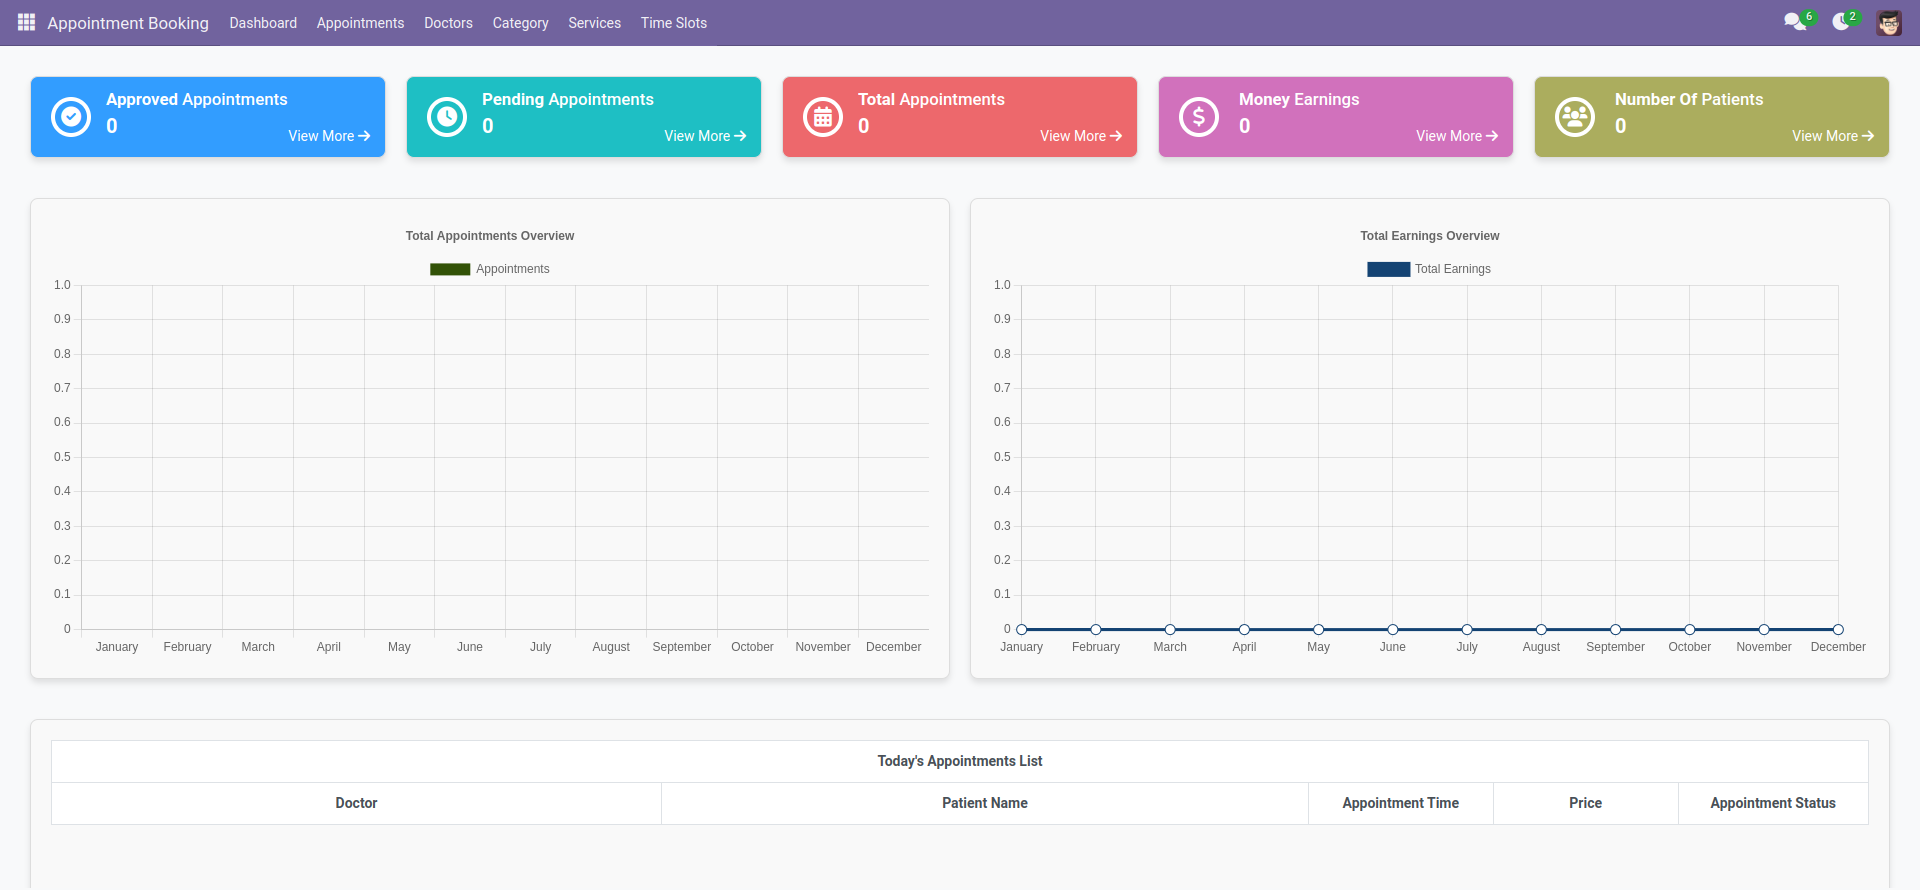 Appointment Booking Dashboard Appointments Doctors Category Services Time Slots 6 2
Approved Appointments
0
View More
Pending Appointments
0
View More
Total Appointments
0
View More
Money Earnings
0
View More
Number Of Patients
0
View More
Total Appointments Overview
Appointments
1.0
0.9
0.8
0.7
0.6
0.5
0.4
0.3
0.2
0.1
0
January February March April May June July August September October November December
Total Earnings Overview
Total Earnings
1.0
0.9
0.8
0.7
0.6
0.5
0.4
0.3
0.2
0.1
0
January February March April May June July August September October November December
Today's Appointments List
Doctor Patient Name Appointment Time Price Appointment Status